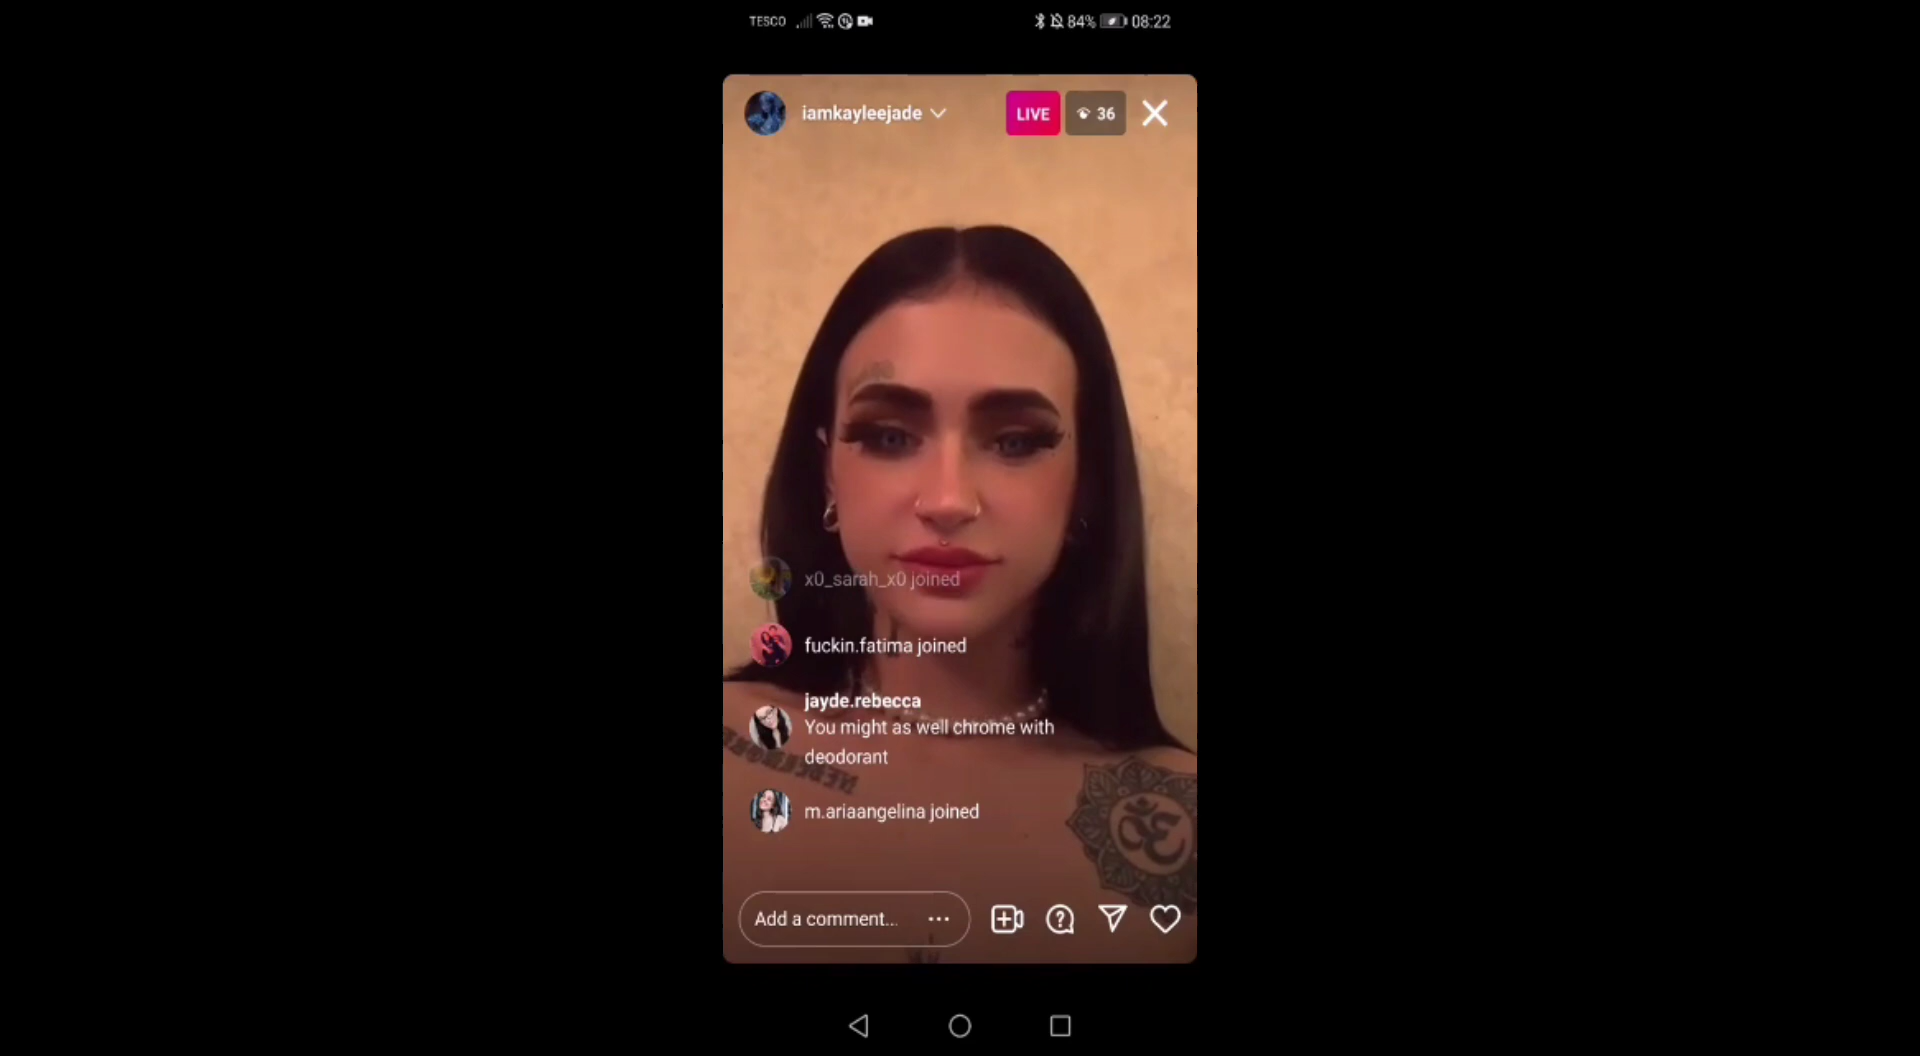 TESCO
84% 08:22
iamkayleejade
LIVE
36
x0_sarah_x0 joined
fuckin.fatima joined
jayde.rebecca
You might as well chrome with
deodorant
m.ariaangelina joined
Add a comment...